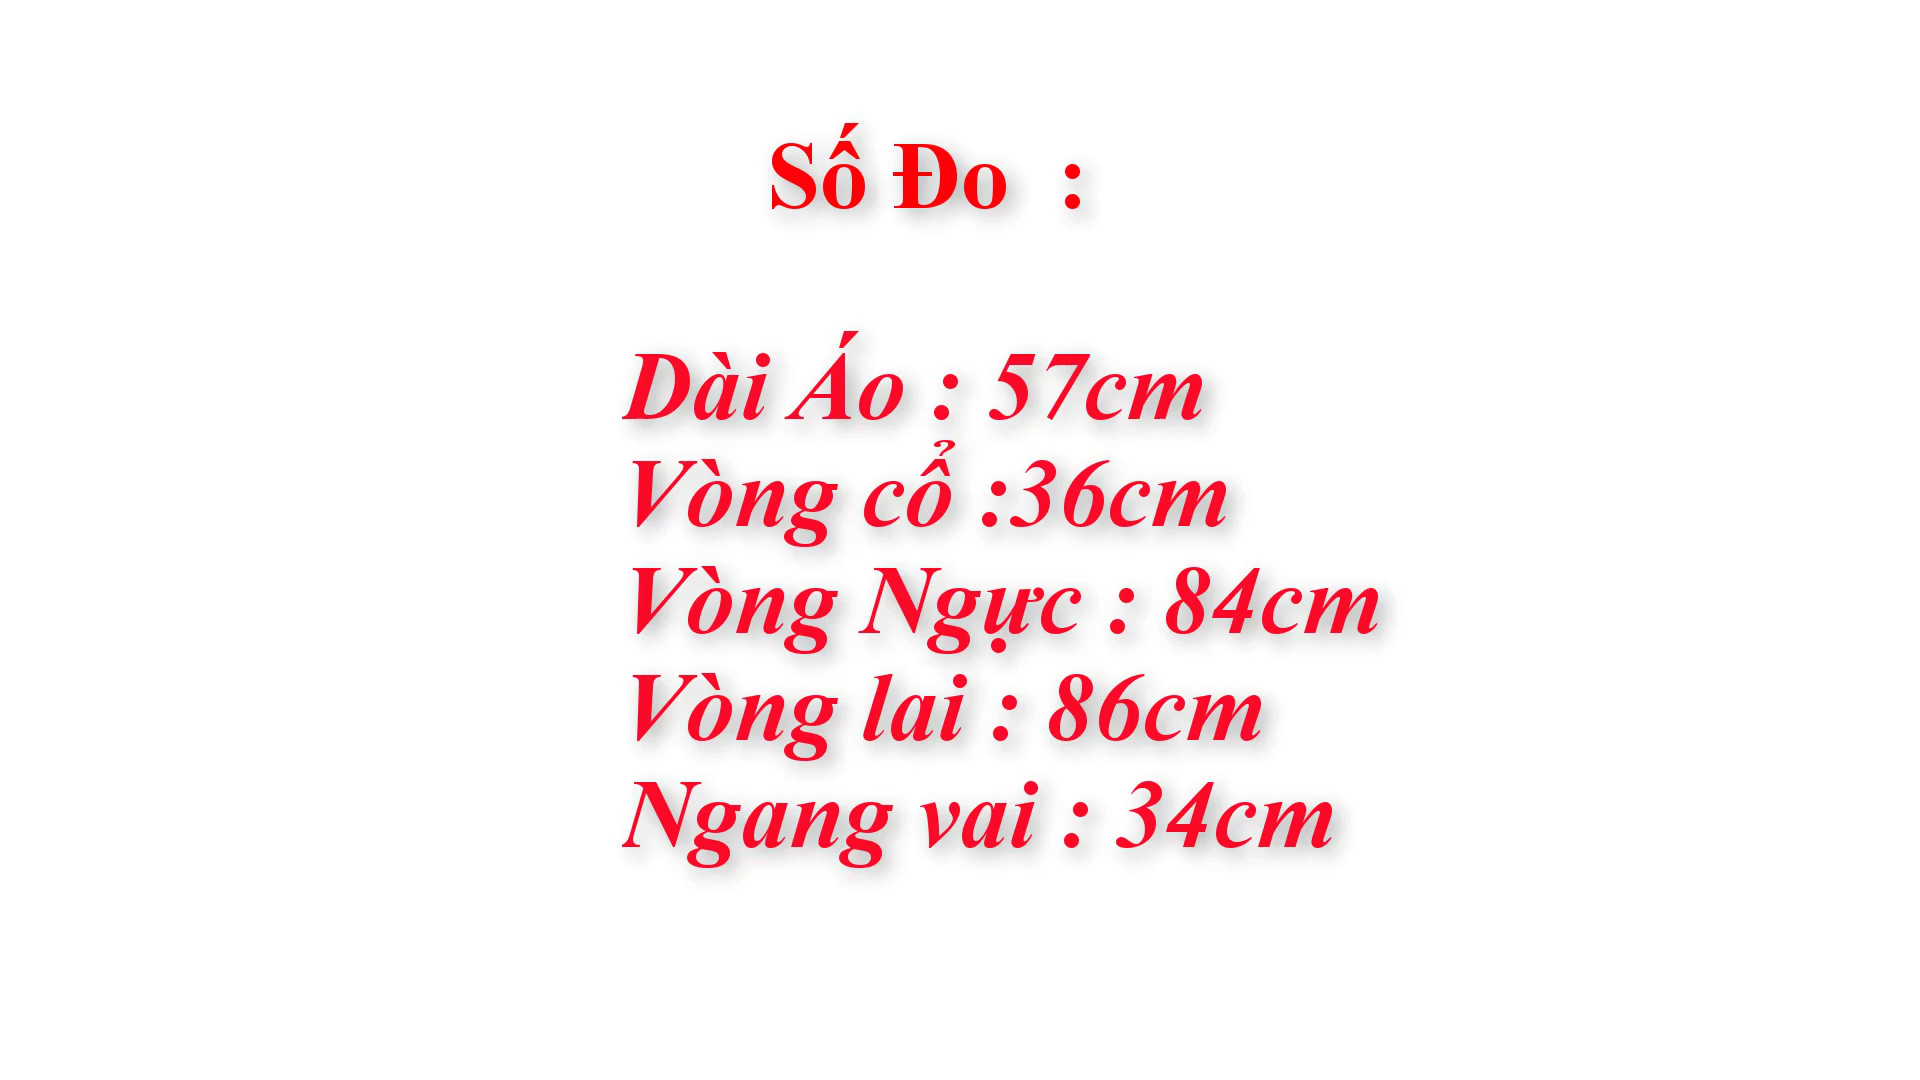 Số Đo :
Dài Áo : 57cm
Vòng cổ :36cm
Vòng Ngực : 84cm
Vòng lai : 86cm
Ngang vai : 34cm